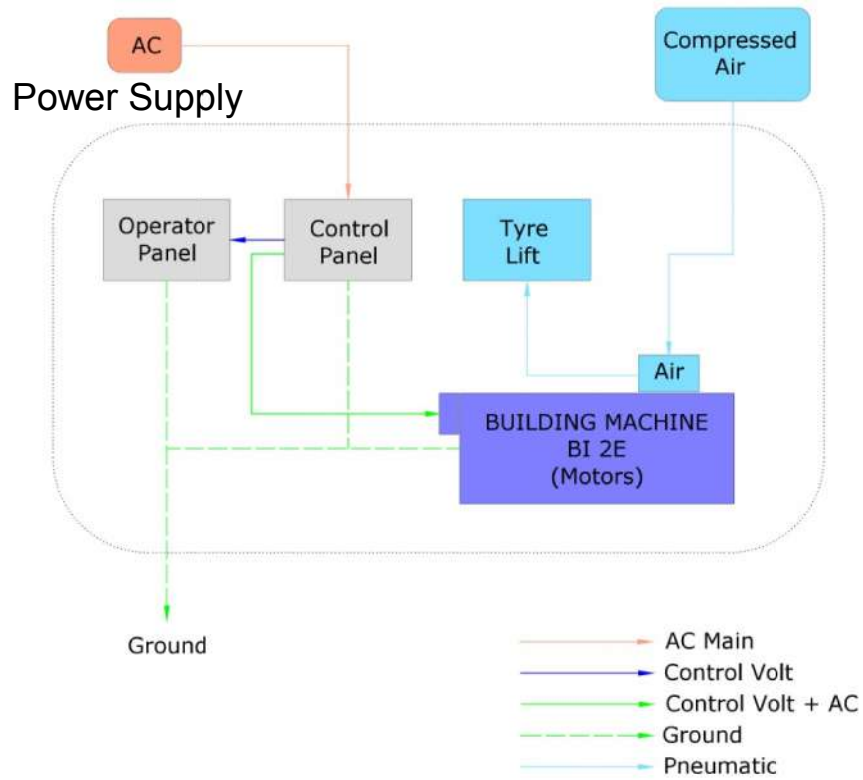 AC
Power Supply
Compressed
Air
Operator
Panel
Control
Panel
Tyre
Lift
Air
BUILDING MACHINE
BI 2E
(Motors)
Ground
AC Main
Control Volt
Control Volt + AC
Ground
Pneumatic